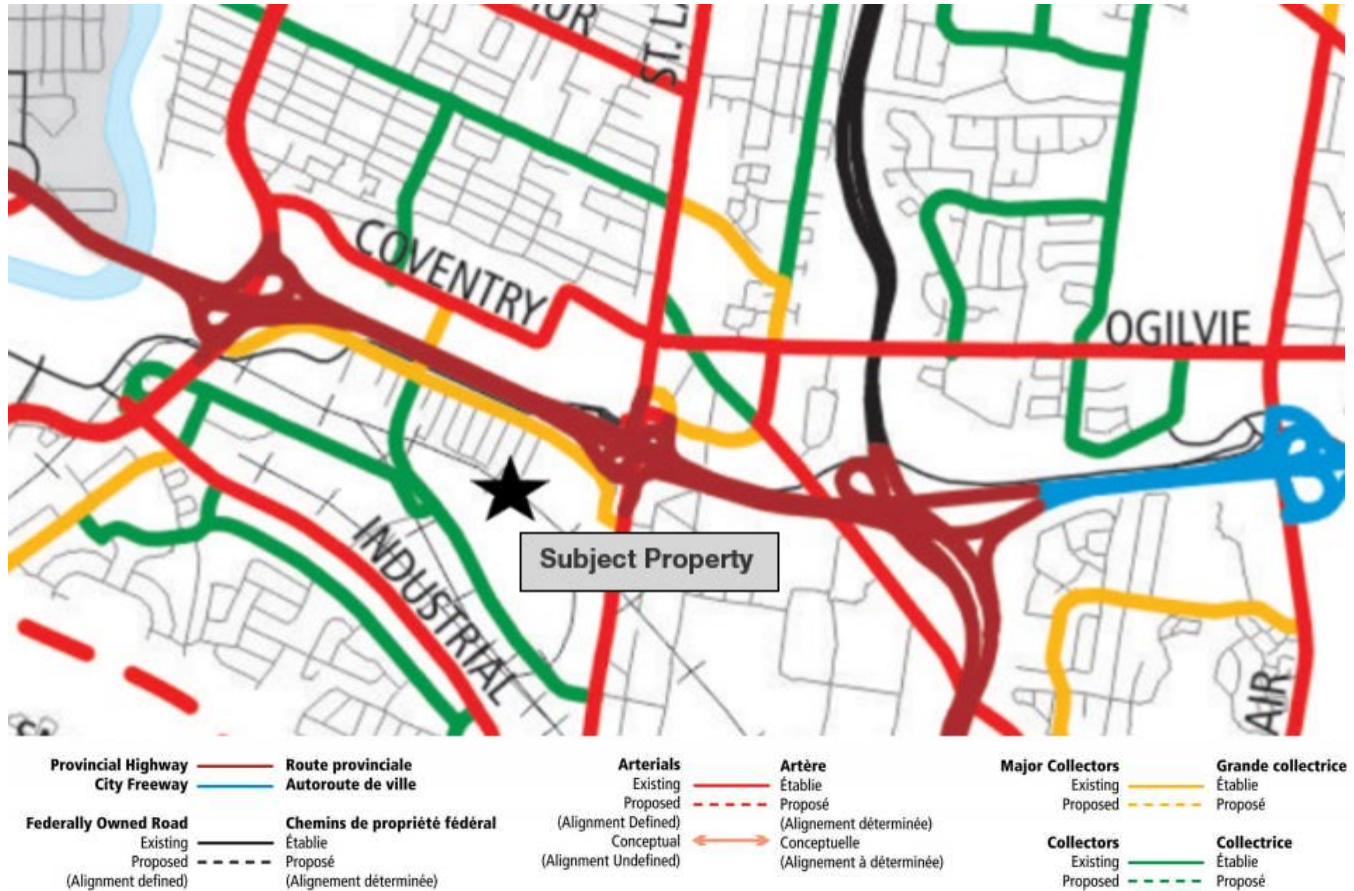 ST. L
COVENTRY
OGILVIE
Subject Property
INDUSTRIAL
AIR
Provincial Highway Route provinciale
City Freeway Autoroute de ville
Federally Owned Road Chemins de propriété fédéral
Existing Établie
Proposed Proposé
(Alignment defined) (Alignement déterminée)
Arterials Artère
Existing Établie
Proposed Proposé
(Alignment Defined) (Alignement déterminée)
Conceptual Conceptuelle
(Alignment Undefined) (Alignement à déterminée)
Major Collectors Grande collectrice
Existing Établie
Proposed Proposé
Collectors Collectrice
Existing Établie
Proposed Proposé